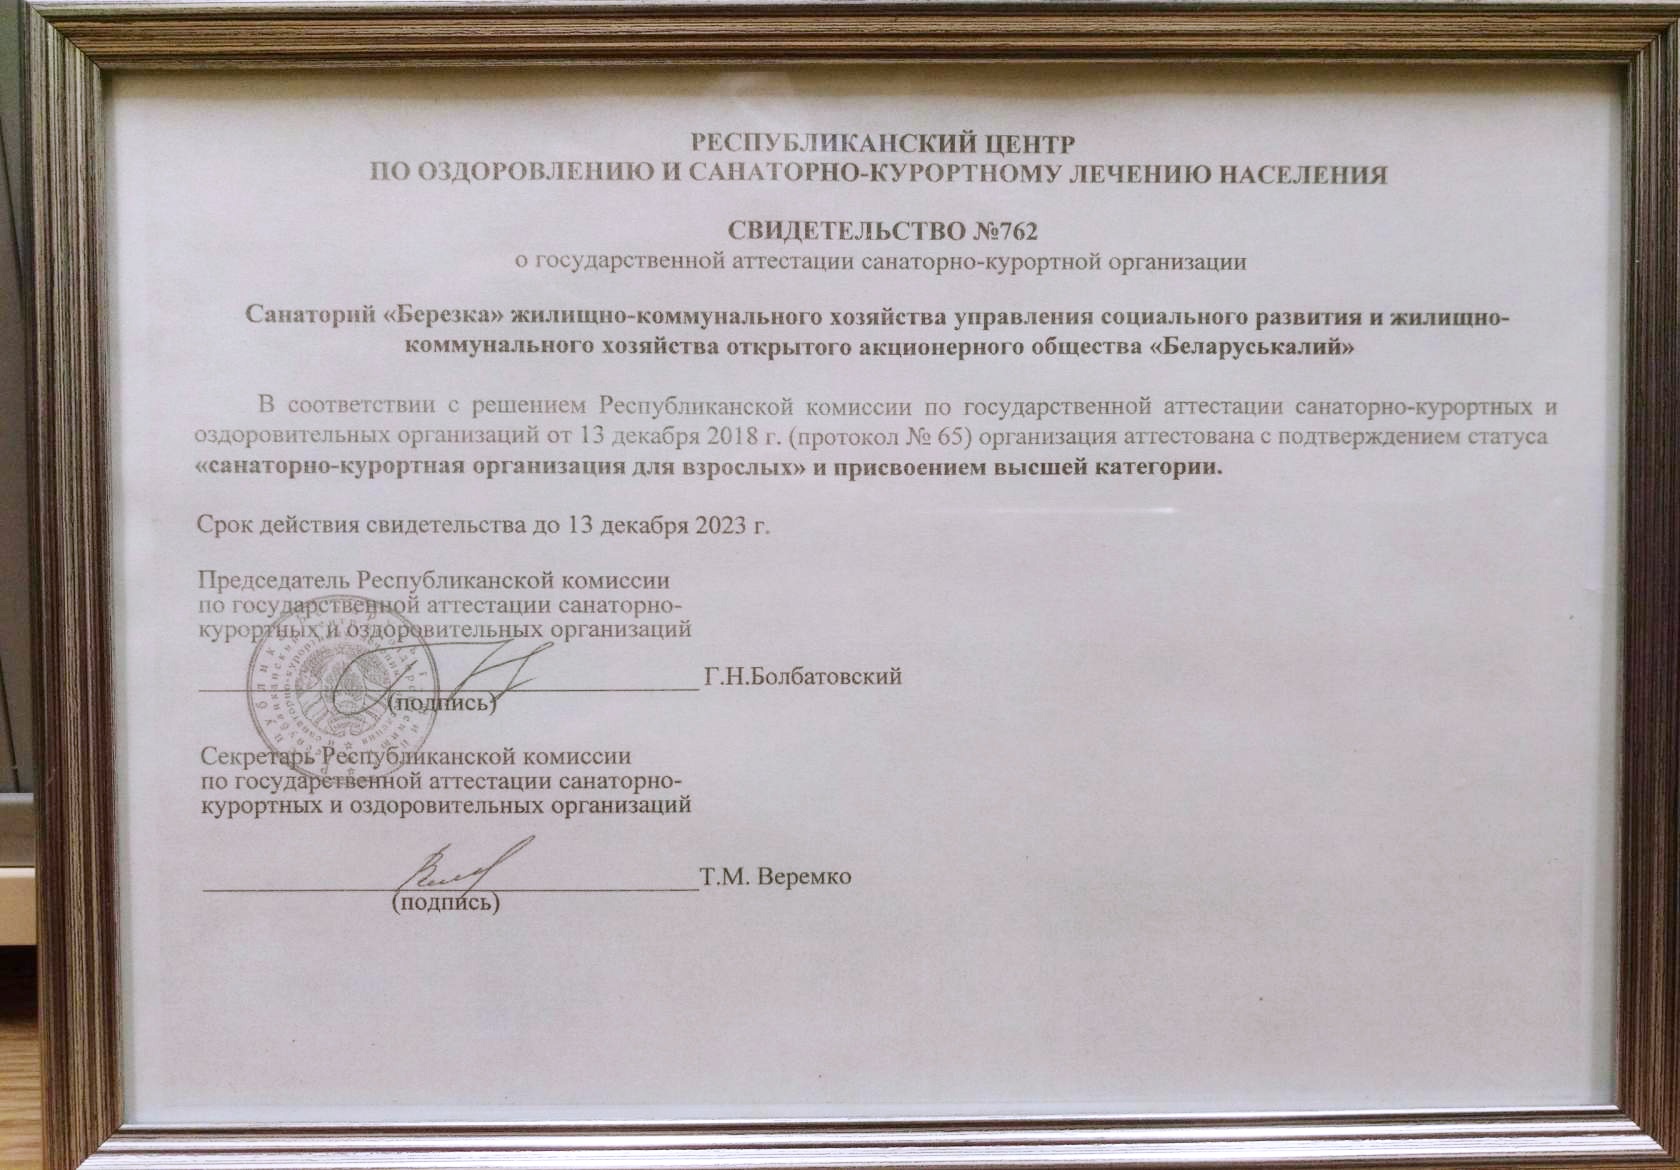 РЕСПУБЛИКАНСКИЙ ЦЕНТР
ПО ОЗДОРОВЛЕНИЮ И САНАТОРНО-КУРОРТНОМУ ЛЕЧЕНИЮ НАСЕЛЕНИЯ
СВИДЕТЕЛЬСТВО №762
о государственной аттестации санаторно-курортной организации
Санаторий «Березка» жилищно-коммунального хозяйства управления социального развития и жилищно-
коммунального хозяйства открытого акционерного общества «Беларуськалий»
В соответствии с решением Республиканской комиссии по государственной аттестации санаторно-курортных и
оздоровительных организаций от 13 декабря 2018 г. (протокол № 65) организация аттестована с подтверждением статуса
«санаторно-курортная организация для взрослых» и присвоением высшей категории.
Срок действия свидетельства до 13 декабря 2023 г.
Председатель Республиканской комиссии
по государственной аттестации санаторно-
курортных и оздоровительных организаций
Г.Н.Болбатовский
(подпись)
Секретарь Республиканской комиссии
по государственной аттестации санаторно-
курортных и оздоровительных организаций
Т.М. Веремко
(подпись)